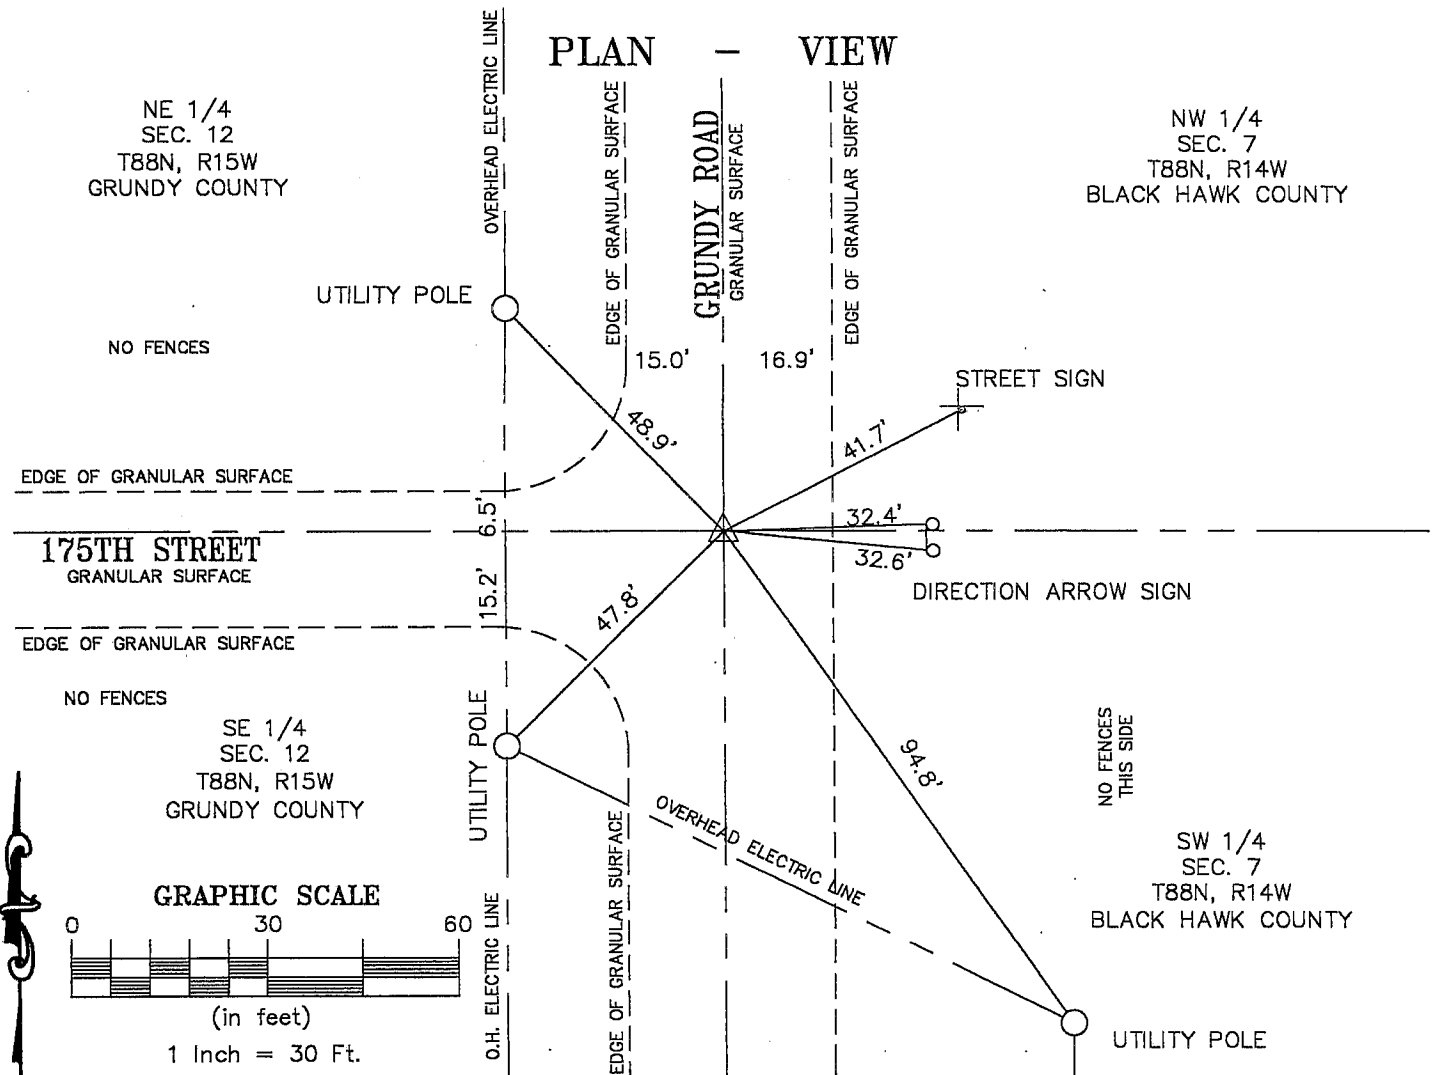 PLAN - VIEW
NE 1/4
SEC. 12
T88N, R15W
GRUNDY COUNTY
OVERHEAD ELECTRIC LINE
EDGE OF GRANULAR SURFACE
GRUNDY ROAD
GRANULAR SURFACE
EDGE OF GRANULAR SURFACE
NW 1/4
SEC. 7
T88N, R14W
BLACK HAWK COUNTY
UTILITY POLE
NO FENCES
15.0'
16.9'
STREET SIGN
48.9'
41.7'
EDGE OF GRANULAR SURFACE
6.5'
32.4'
175TH STREET
GRANULAR SURFACE
32.6'
15.2'
47.8'
DIRECTION ARROW SIGN
EDGE OF GRANULAR SURFACE
NO FENCES
UTILITY POLE
SE 1/4
SEC. 12
T88N, R15W
GRUNDY COUNTY
94.8'
NO FENCES
THIS SIDE
OVERHEAD ELECTRIC LINE
SW 1/4
SEC. 7
T88N, R14W
BLACK HAWK COUNTY
GRAPHIC SCALE
0 30 60
(in feet)
1 Inch = 30 Ft.
O.H. ELECTRIC LINE
EDGE OF GRANULAR SURFACE
UTILITY POLE